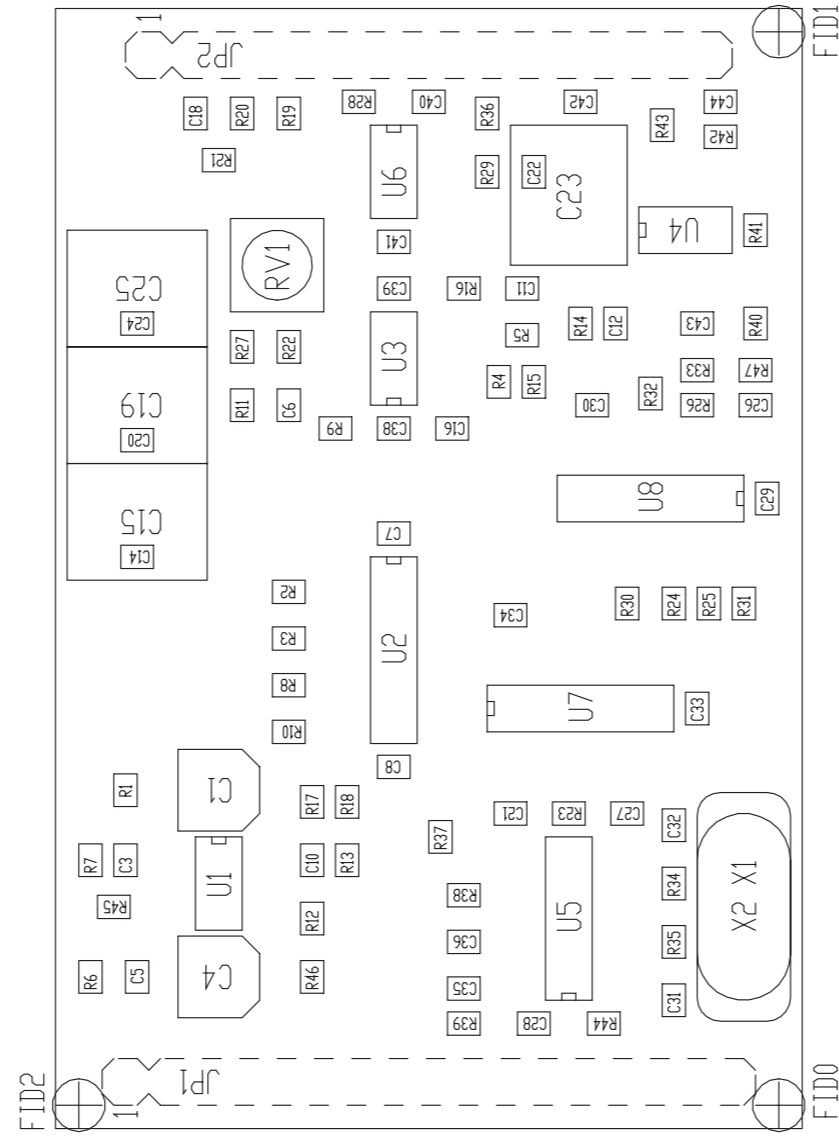 FID1
1
JP2
C18
R20
R19
R28
C40
R36
C42
C44
R43
R42
R21
R29
C22
U6
C23
U4
R41
C41
RV1
C25
C24
C39
R16
C11
R14
C12
C43
R40
R5
R27
R22
U3
R4
R15
R33
R47
R32
C19
C20
R11
C6
R9
C38
C16
C30
R26
C26
U8
C29
C15
C14
C7
R2
R3
R8
R10
U2
C34
R30
R24
R25
R31
U7
C33
C8
C1
R1
R17
R18
R37
C21
R23
C27
C32
R7
C3
U1
C10
R13
R45
R12
R38
C36
U5
R34
R35
X2 X1
R6
C5
C4
R46
C35
R39
C28
R44
C31
FID2
1
JP1
FID0